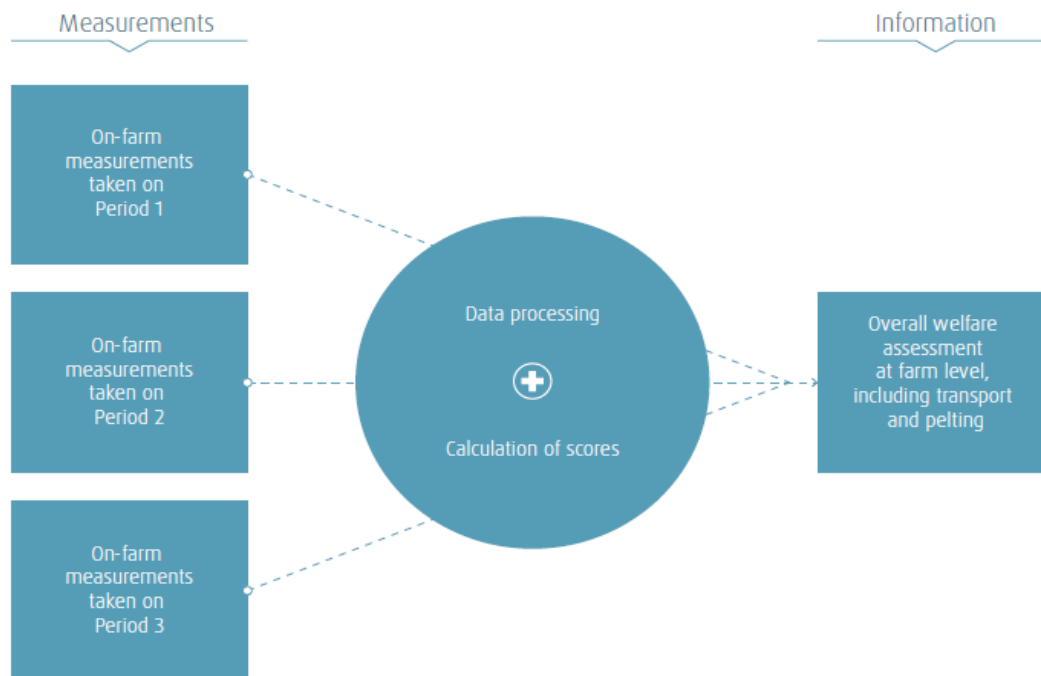 Measurements
Information
On-farm
measurements
taken on
Period 1
On-farm
measurements
taken on
Period 2
On-farm
measurements
taken on
Period 3
Data processing
Calculation of scores
Overall welfare
assessment
at farm level,
including transport
and pelting